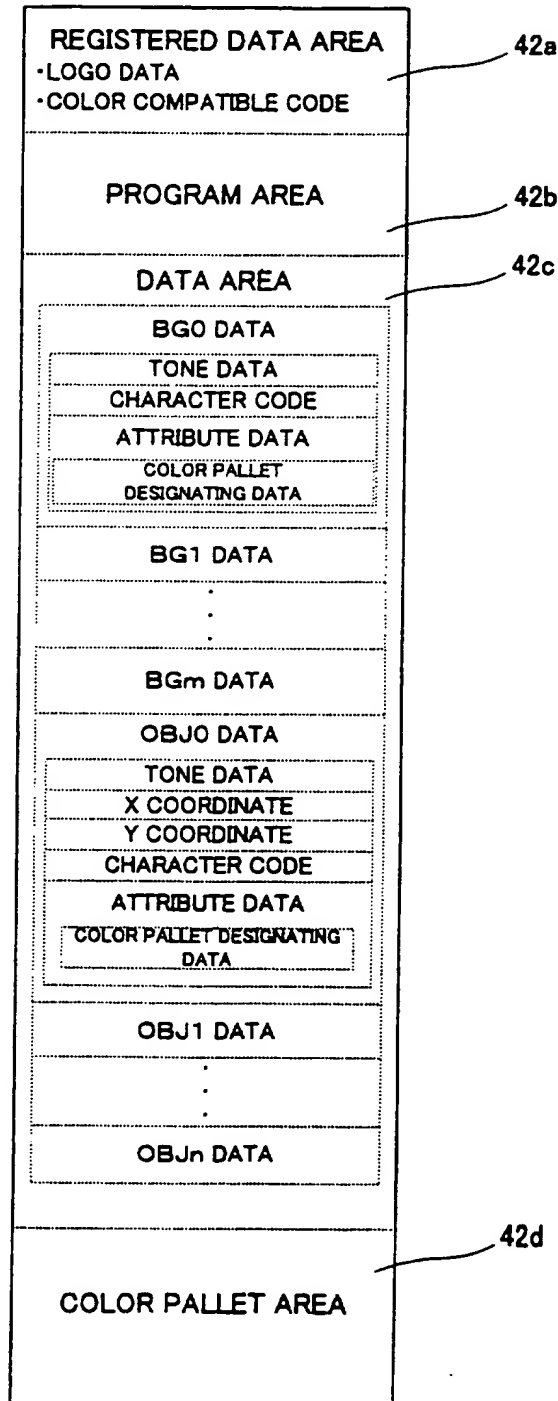 REGISTERED DATA AREA
·LOGO DATA
·COLOR COMPATIBLE CODE
42a
PROGRAM AREA
42b
42c
DATA AREA
BG0 DATA
TONE DATA
CHARACTER CODE
ATTRIBUTE DATA
COLOR PALLET
DESIGNATING DATA
BG1 DATA
BGm DATA
OBJ0 DATA
TONE DATA
X COORDINATE
Y COORDINATE
CHARACTER CODE
ATTRIBUTE DATA
COLOR PALLET DESIGNATING
DATA
OBJ1 DATA
OBJn DATA
42d
COLOR PALLET AREA